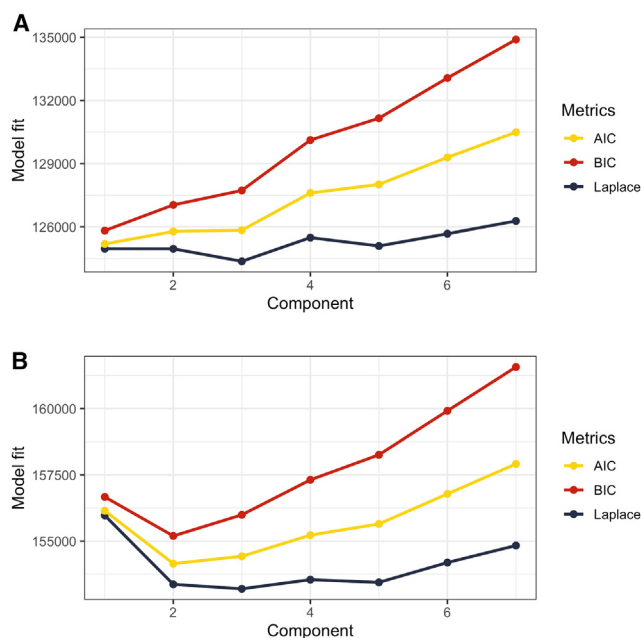 A
135000
132000
129000
126000
Model fit
2 4 6
Component
Metrics
AIC
BIC
Laplace
B
160000
157500
155000
Model fit
2 4 6
Component
Metrics
AIC
BIC
Laplace